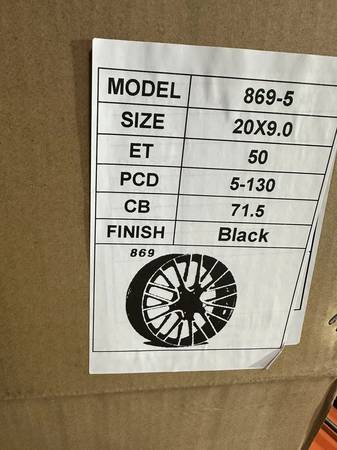 MODEL 869-5
SIZE 20X9.0
ET 50
PCD 5-130
CB 71.5
FINISH Black
869